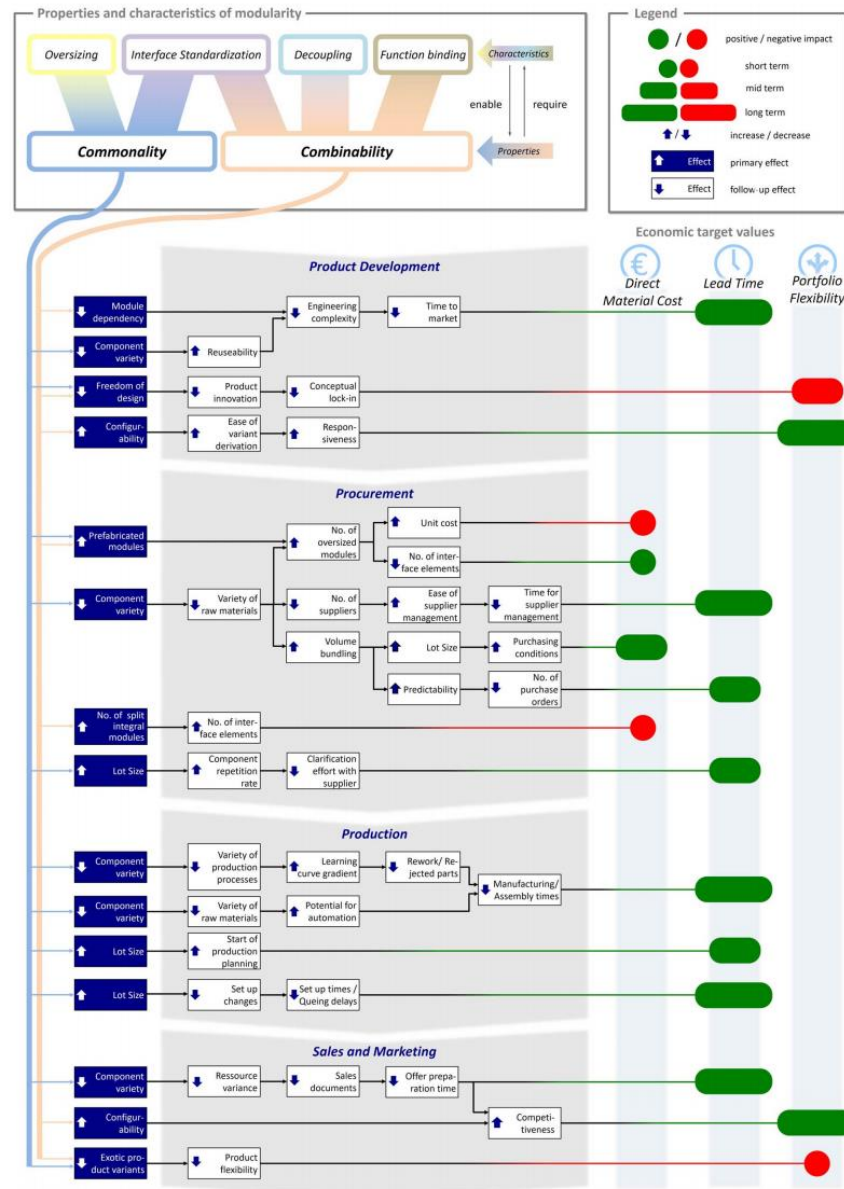 Properties and characteristics of modularity
Oversizing
Interface Standardization
Decoupling
Function binding
Characteristics
enable
require
Commonality
Combinability
Properties
Legend
/
positive / negative impact
short term
mid term
long term
/
increase / decrease
Effect
primary effect
Effect
follow-up effect
Economic target values
€
Direct
Material Cost
Lead Time
Portfolio
Flexibility
Product Development
Module
dependency
Engineering
complexity
Time to
market
Component
variety
Reuseability
Freedom of
design
Product
innovation
Conceptual
lock-in
Configur-
ability
Ease of
variant
derivation
Respon-
siveness
Procurement
Prefabricated
modules
No. of
oversized
modules
Unit cost
No. of inter-
face elements
Component
variety
Variety of
raw materials
No. of
suppliers
Ease of
supplier
management
Time for
supplier
management
Volume
bundling
Lot Size
Purchasing
conditions
Predictability
No. of
purchase
orders
No. of split
integral
modules
No. of inter-
face elements
Lot Size
Component
repetition
rate
Clarification
effort with
supplier
Production
Component
variety
Variety of
production
processes
Learning
curve gradient
Rework/ Re-
jected parts
Manufacturing/
Assembly times
Component
variety
Variety of
raw materials
Potential for
automation
Lot Size
Start of
production
planning
Lot Size
Set up
changes
Set up times /
Queing delays
Sales and Marketing
Component
variety
Ressource
variance
Sales
documents
Offer prepa-
ration time
Configur-
ability
Competi-
tiveness
Exotic pro-
duct variants
Product
flexibility